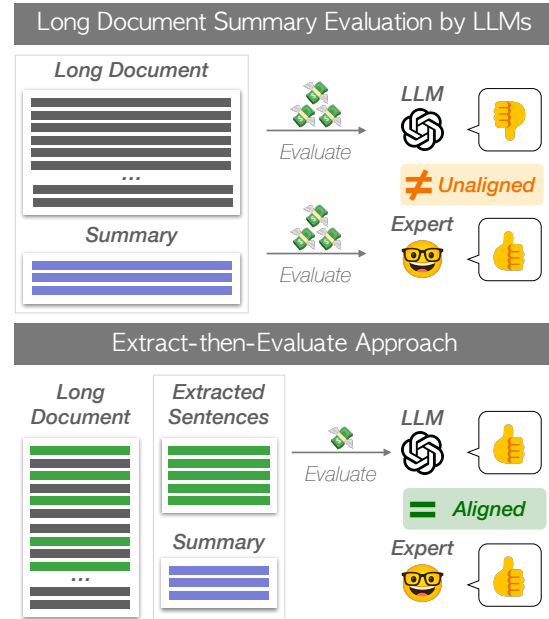 Long Document Summary Evaluation by LLMs
Long Document
...
Summary
Evaluate
LLM
≠ Unaligned
Evaluate
Expert
Extract-then-Evaluate Approach
Long
Document
...
Extracted
Sentences
Summary
Evaluate
LLM
= Aligned
Expert